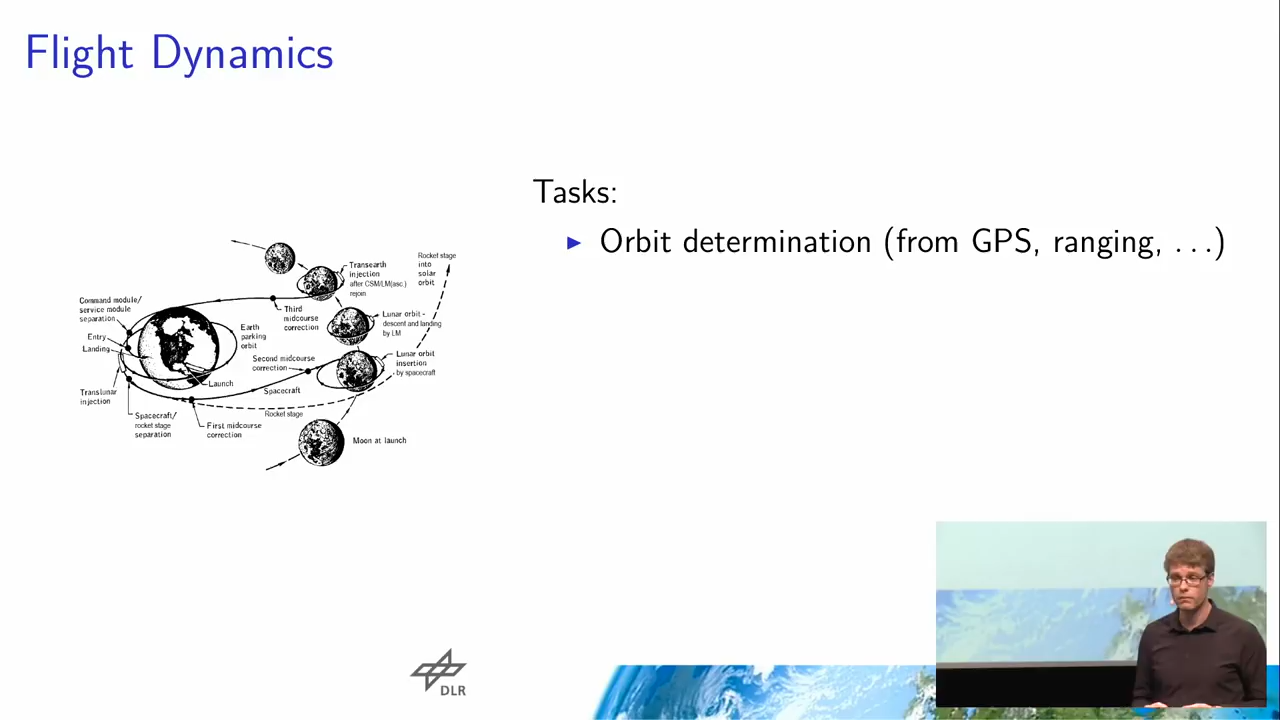 Flight Dynamics
Tasks:
▶ Orbit determination (from GPS, ranging, . . .)
Rocket stage
into
solar
orbit
Transearth
injection
after CSM/LM(asc.)
rejoin
Command module/
service module
separation
Third
midcourse
correction
Lunar orbit -
descent and landing
by LM
Entry
Landing
Earth
parking
orbit
Second midcourse
correction
Lunar orbit
insertion
by spacecraft
Launch
Spacecraft
Translunar
injection
Rocket stage
Spacecraft/
rocket stage
separation
First midcourse
correction
Moon at launch
DLR